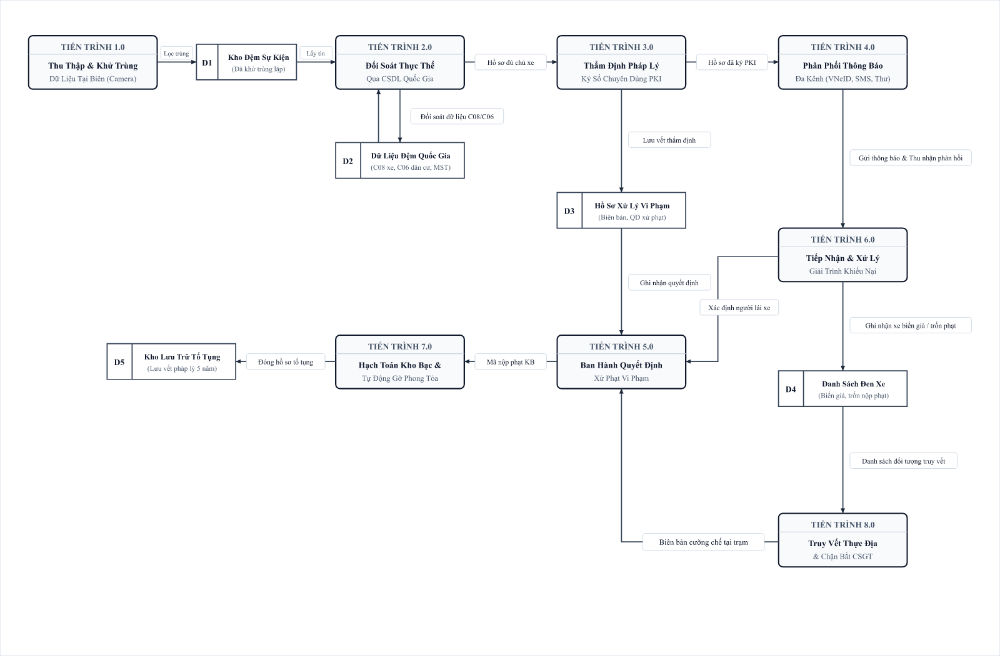 TIẾN TRÌNH 1.0
Thu Thập & Khử Trùng
Dữ Liệu Tại Biên (Camera)
Lọc trùng
D1
Kho Đệm Sự Kiện
(Đã khử trùng lặp)
Lấy tin
TIẾN TRÌNH 2.0
Đối Soát Thực Thể
Qua CSDL Quốc Gia
Hồ sơ đủ chủ xe
TIẾN TRÌNH 3.0
Thẩm Định Pháp Lý
Ký Số Chuyên Dùng PKI
Hồ sơ đã ký PKI
TIẾN TRÌNH 4.0
Phân Phối Thông Báo
Đa Kênh (VNeID, SMS, Thư)
Đối soát dữ liệu C08/C06
Lưu vết thẩm định
D2
Dữ Liệu Đệm Quốc Gia
(C08 xe, C06 dân cư, MST)
Gửi thông báo & Thu nhận phản hồi
D3
Hồ Sơ Xử Lý Vi Phạm
(Biên bản, QĐ xử phạt)
TIẾN TRÌNH 6.0
Tiếp Nhận & Xử Lý
Giải Trình Khiếu Nại
Ghi nhận quyết định
Xác định người lái xe
Ghi nhận xe biển giả / trốn phạt
D5
Kho Lưu Trữ Tố Tụng
(Lưu vết pháp lý 5 năm)
Đóng hồ sơ tố tụng
TIẾN TRÌNH 7.0
Hạch Toán Kho Bạc &
Tự Động Gỡ Phong Tỏa
Mã nộp phạt KB
TIẾN TRÌNH 5.0
Ban Hành Quyết Định
Xử Phạt Vi Phạm
D4
Danh Sách Đen Xe
(Biển giả, trốn nộp phạt)
Danh sách đối tượng truy vết
Biên bản cưỡng chế tại trạm
TIẾN TRÌNH 8.0
Truy Vết Thực Địa
& Chặn Bắt CSGT